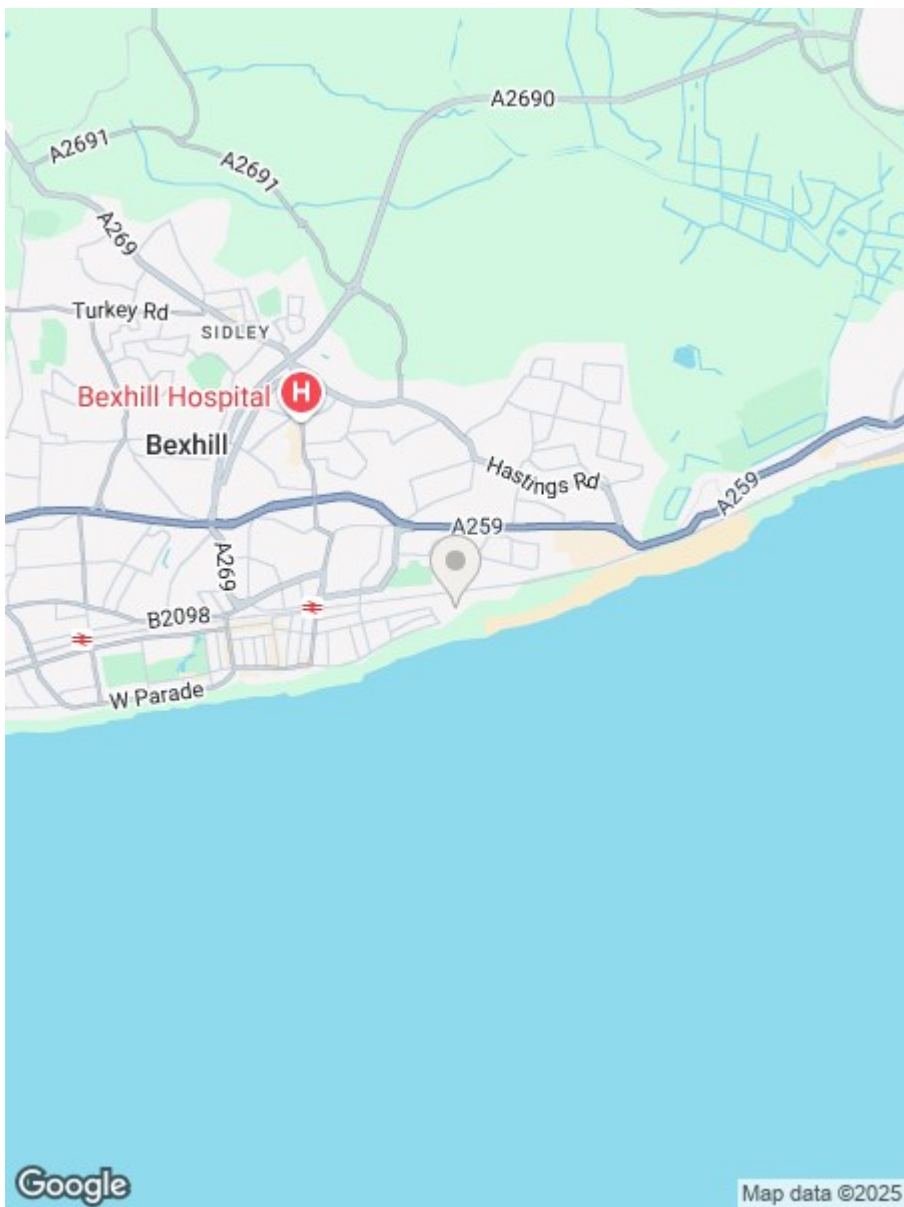 A2690
A2691
A2691
A269
Turkey Rd
SIDLEY
Bexhill Hospital
H
Bexhill
Hastings Rd
A259
A259
A269
B2098
W Parade
Google
Map data ©2025